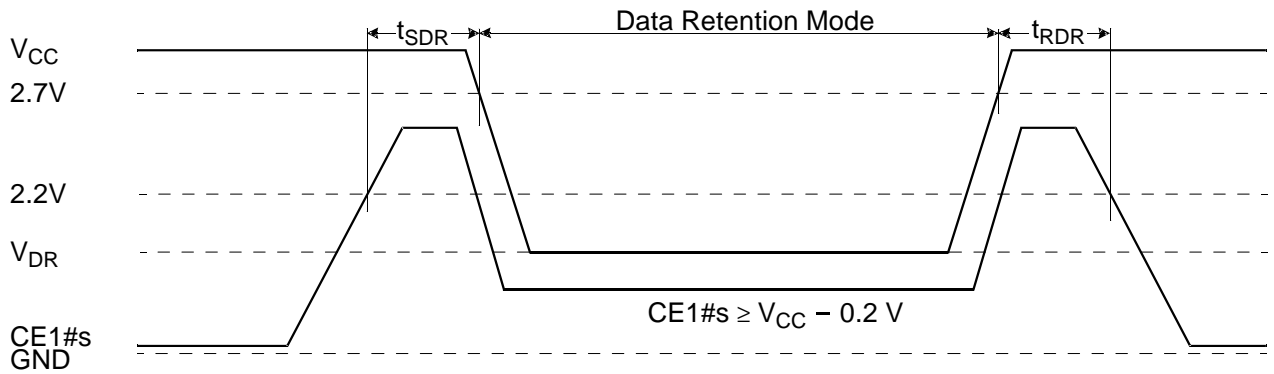 Data Retention Mode
tSDR
tRDR
VCC
2.7V
2.2V
VDR
CE1#s ≥ VCC − 0.2 V
CE1#s
GND